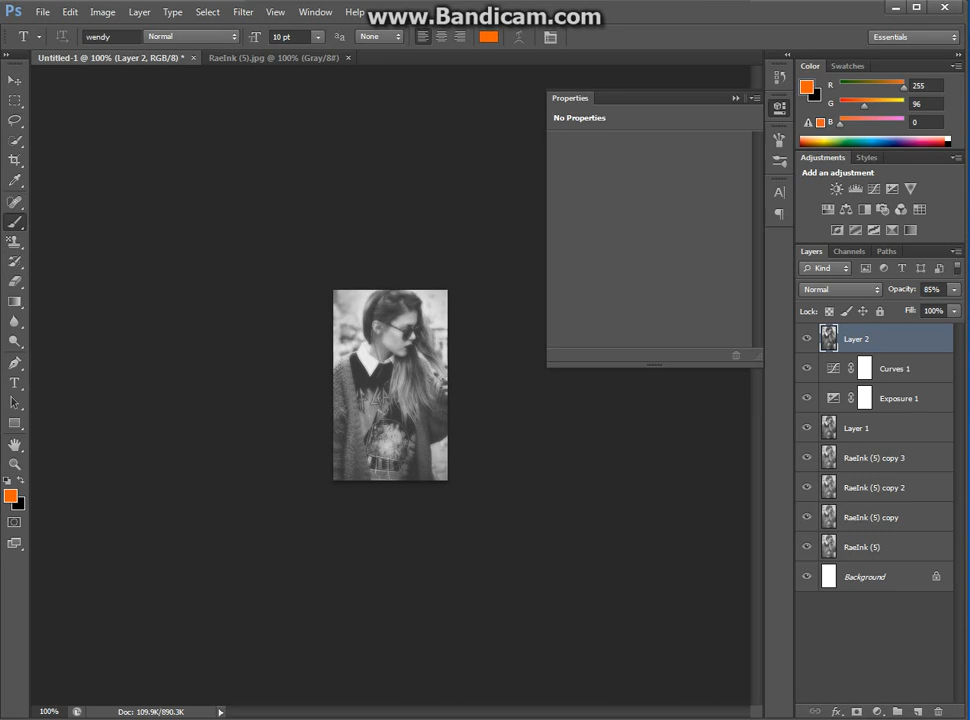 www.Bandicam.com
Ps File Edit Image Layer Type Select Filter View Window Help
T wendy Normal T 10 pt aa None Essentials
Untitled-1 @ 100% (Layer 2, RGB/8) * × RaeInk (5).jpg @ 100% (Gray/8#) ×
Color Swatches
R 255
G 96
B 0
Properties
No Properties
Adjustments Styles
Add an adjustment
Layers Channels Paths
Kind
Normal Opacity: 85%
Lock: Fill: 100%
Layer 2
Curves 1
Exposure 1
Layer 1
RaeInk (5) copy 3
RaeInk (5) copy 2
RaeInk (5) copy
RaeInk (5)
Background
100% Doc: 109.9K/890.3K